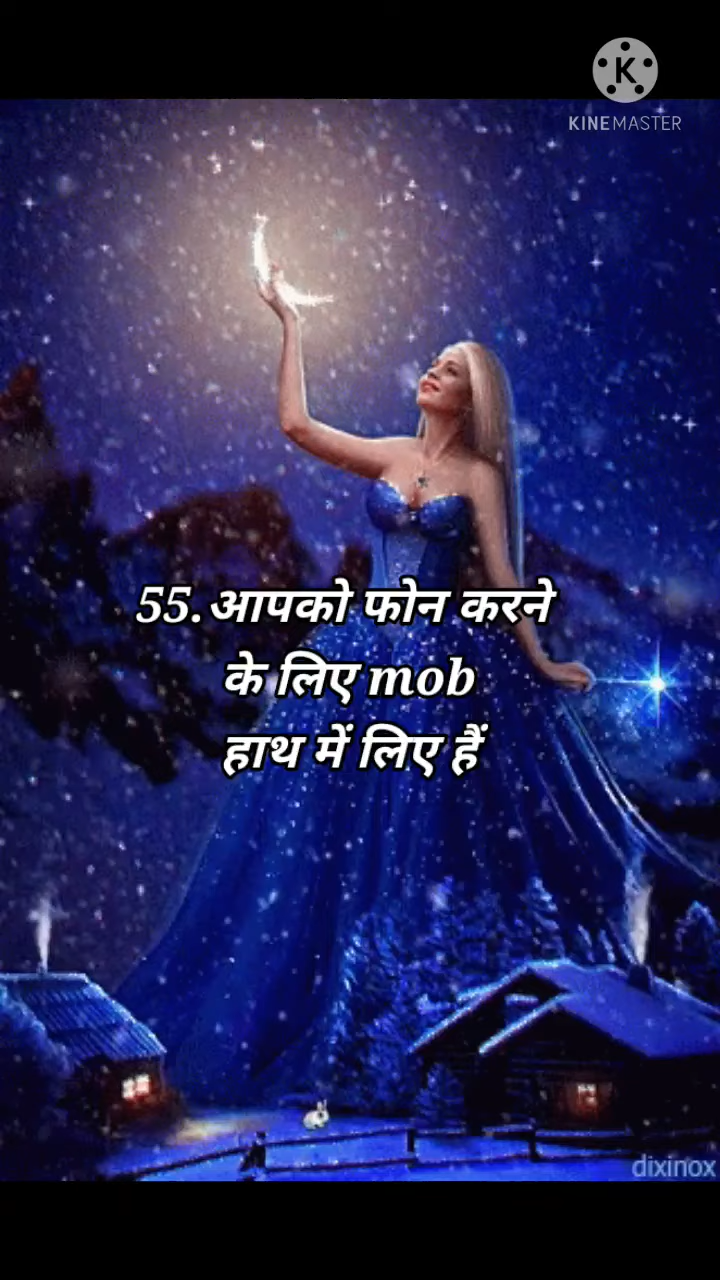 K
KINEMASTER
55. आपको फोन करने
के लिए mob
हाथ में लिए हैं
dixinox